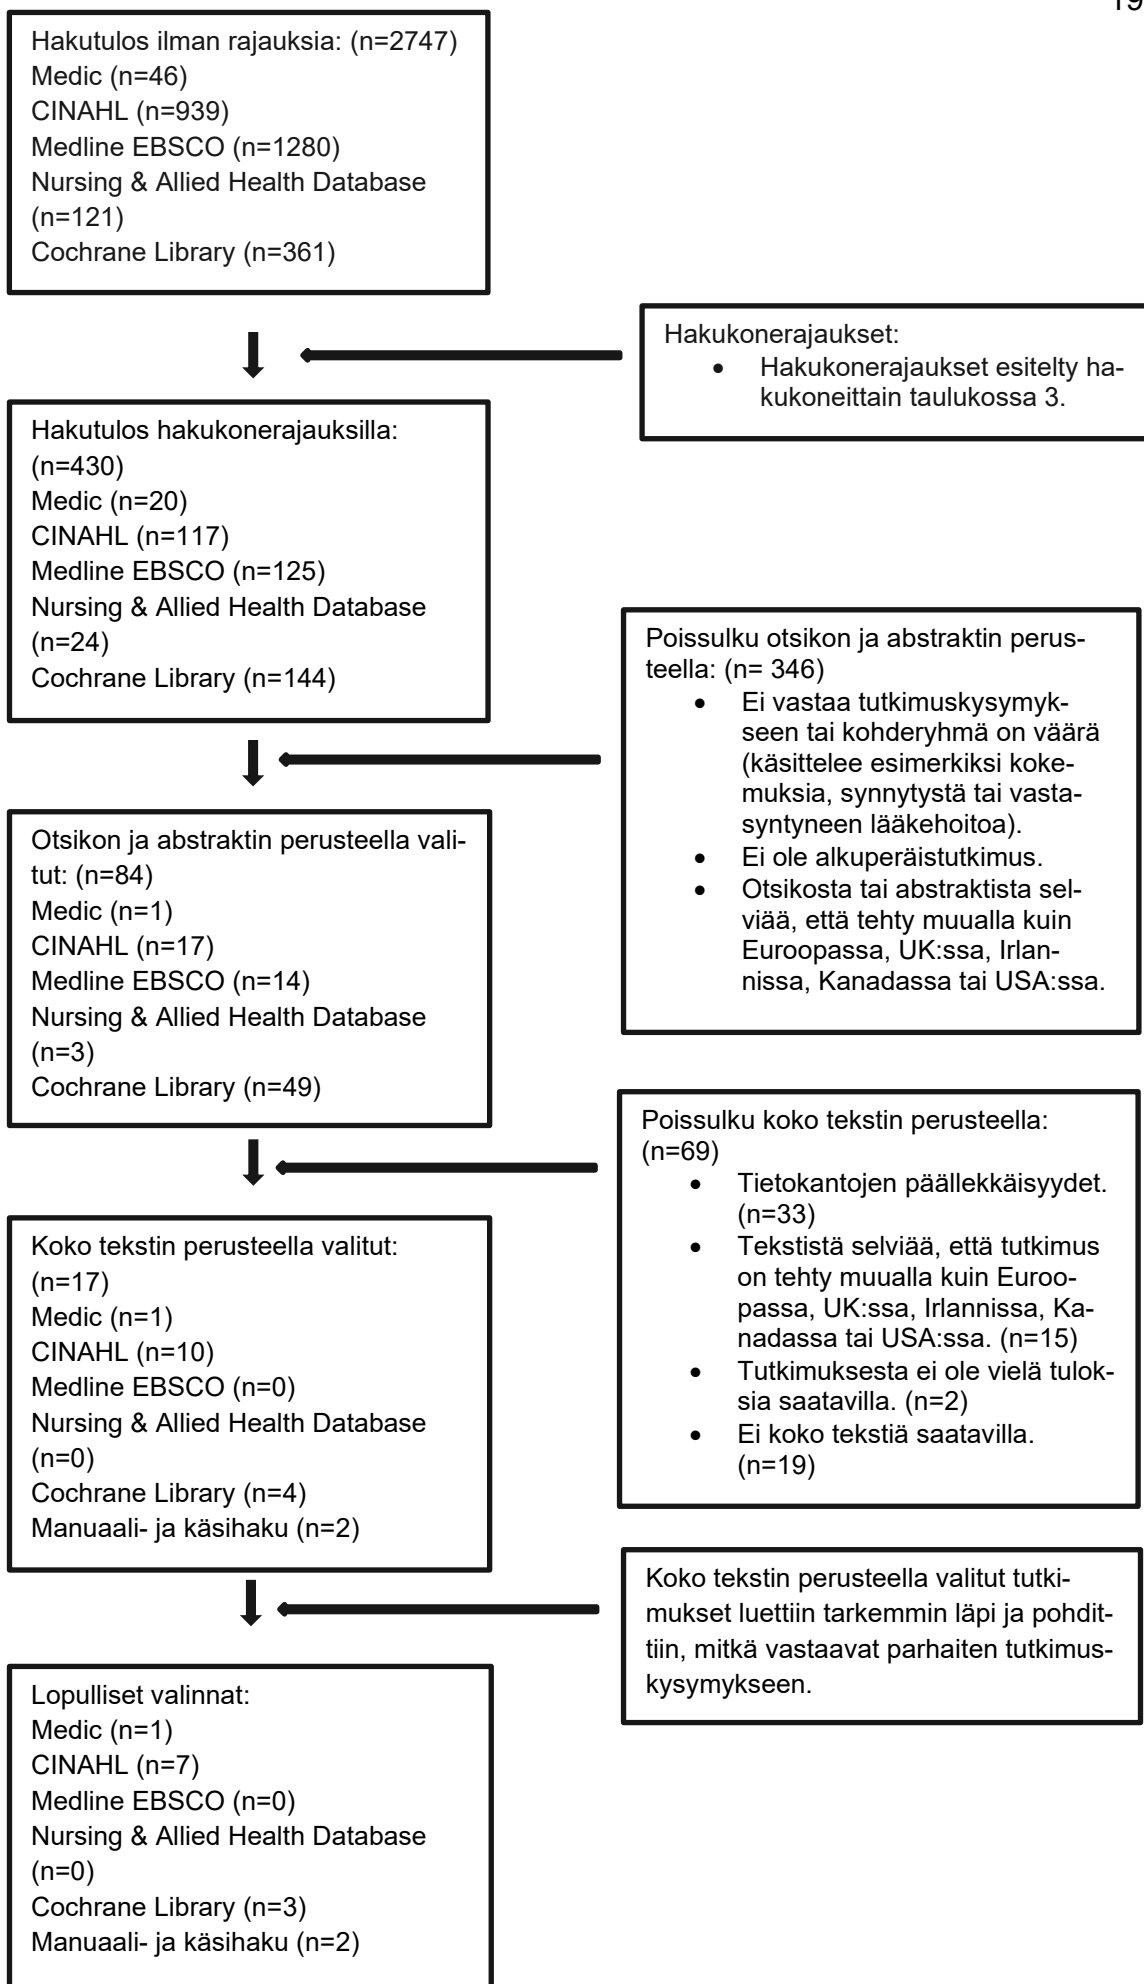 19
Hakutulos ilman rajauksia: (n=2747)
Medic (n=46)
CINAHL (n=939)
Medline EBSCO (n=1280)
Nursing & Allied Health Database
(n=121)
Cochrane Library (n=361)
Hakukonerajaukset:
• Hakukonerajaukset esitelty ha-
kukoneittain taulukossa 3.
Hakutulos hakukonerajauksilla:
(n=430)
Medic (n=20)
CINAHL (n=117)
Medline EBSCO (n=125)
Nursing & Allied Health Database
(n=24)
Cochrane Library (n=144)
Poissulku otsikon ja abstraktin perus-
teella: (n= 346)
• Ei vastaa tutkimuskysymyk-
seen tai kohderyhmä on väärä
(käsittelee esimerkiksi koke-
muksia, synnytystä tai vasta-
syntyneen lääkehoitoa).
• Ei ole alkuperäistutkimus.
• Otsikosta tai abstraktista sel-
viää, että tehty muualla kuin
Euroopassa, UK:ssa, Irlan-
nissa, Kanadassa tai USA:ssa.
Otsikon ja abstraktin perusteella vali-
tut: (n=84)
Medic (n=1)
CINAHL (n=17)
Medline EBSCO (n=14)
Nursing & Allied Health Database
(n=3)
Cochrane Library (n=49)
Poissulku koko tekstin perusteella:
(n=69)
• Tietokantojen päällekkäisyydet.
(n=33)
• Tekstistä selviää, että tutkimus
on tehty muualla kuin Euroo-
passa, UK:ssa, Irlannissa, Ka-
nadassa tai USA:ssa. (n=15)
• Tutkimuksesta ei ole vielä tulok-
sia saatavilla. (n=2)
• Ei koko tekstiä saatavilla.
(n=19)
Koko tekstin perusteella valitut:
(n=17)
Medic (n=1)
CINAHL (n=10)
Medline EBSCO (n=0)
Nursing & Allied Health Database
(n=0)
Cochrane Library (n=4)
Manuaali- ja käsihaku (n=2)
Koko tekstin perusteella valitut tutki-
mukset luettiin tarkemmin läpi ja pohdit-
tiin, mitkä vastaavat parhaiten tutkimus-
kysymykseen.
Lopulliset valinnat:
Medic (n=1)
CINAHL (n=7)
Medline EBSCO (n=0)
Nursing & Allied Health Database
(n=0)
Cochrane Library (n=3)
Manuaali- ja käsihaku (n=2)